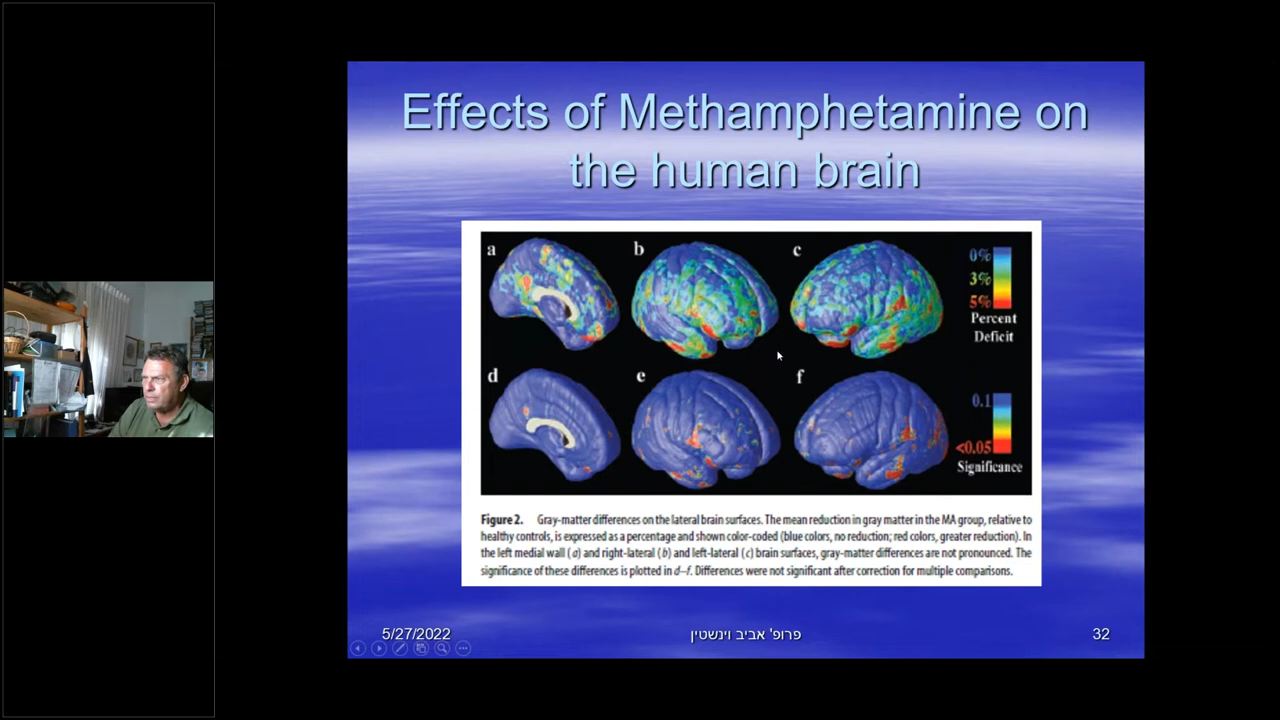 Effects of Methamphetamine on
the human brain
a
b
c
0%
3%
5%
Percent
Deficit
d
e
f
0.1
<0.05
Significance
Figure 2. Gray-matter differences on the lateral brain surfaces. The mean reduction in gray matter in the MA group, relative to
healthy controls, is expressed as a percentage and shown color-coded (blue colors, no reduction; red colors, greater reduction). In
the left medial wall (a) and right-lateral (b) and left-lateral (c) brain surfaces, gray-matter differences are not pronounced. The
significance of these differences is plotted in d–f. Differences were not significant after correction for multiple comparisons.
5/27/2022
פרופ' אביב וינשטין
32